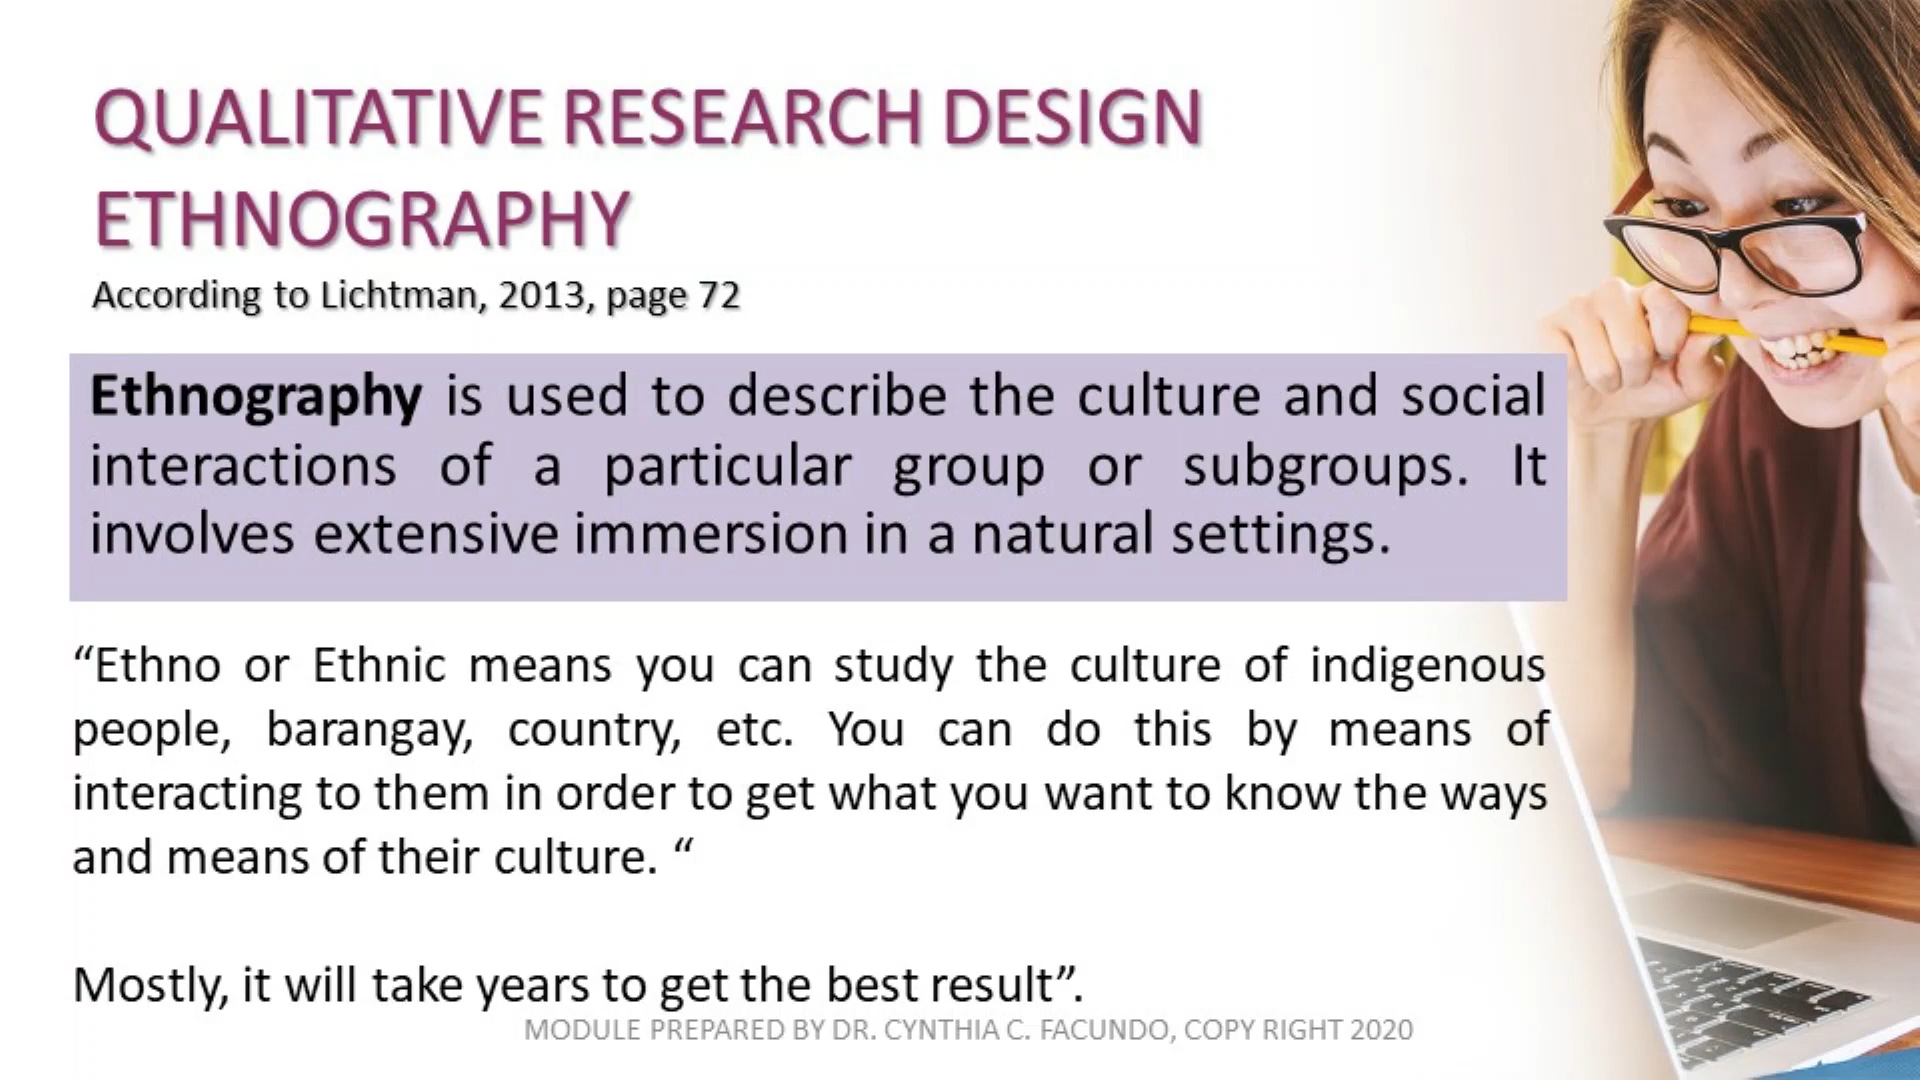 QUALITATIVE RESEARCH DESIGN
ETHNOGRAPHY
According to Lichtman, 2013, page 72
Ethnography is used to describe the culture and social
interactions of a particular group or subgroups. It
involves extensive immersion in a natural settings.
“Ethno or Ethnic means you can study the culture of indigenous
people, barangay, country, etc. You can do this by means of
interacting to them in order to get what you want to know the ways
and means of their culture. “
Mostly, it will take years to get the best result”.
MODULE PREPARED BY DR. CYNTHIA C. FACUNDO, COPY RIGHT 2020